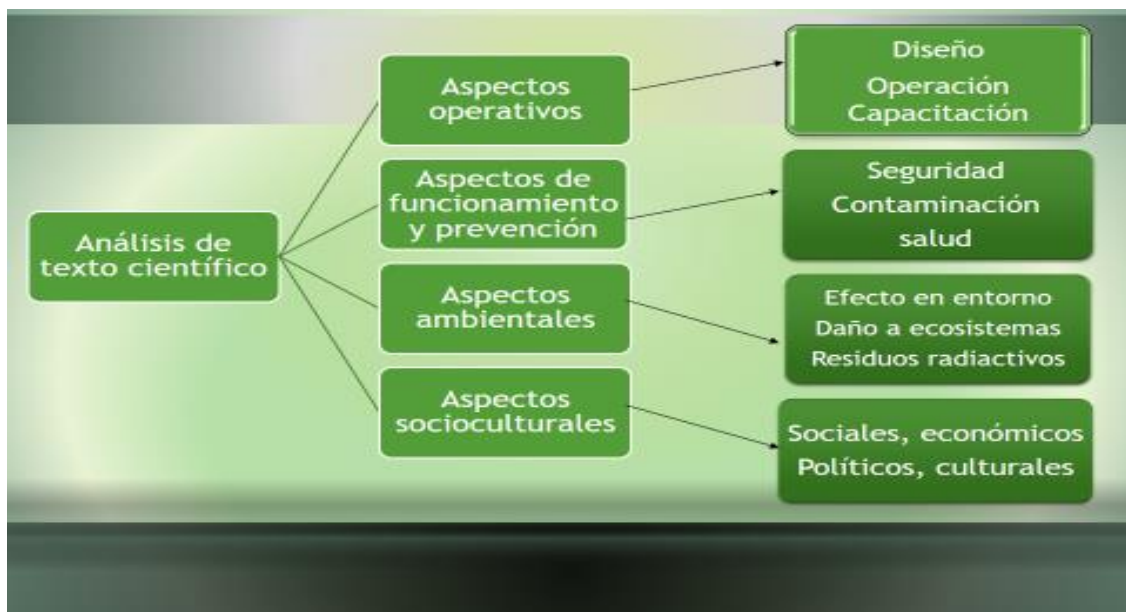 Análisis de
texto científico
Aspectos
operativos
Aspectos de
funcionamiento
y prevención
Aspectos
ambientales
Aspectos
socioculturales
Diseño
Operación
Capacitación
Seguridad
Contaminación
salud
Efecto en entorno
Daño a ecosistemas
Residuos radiactivos
Sociales, económicos
Políticos, culturales